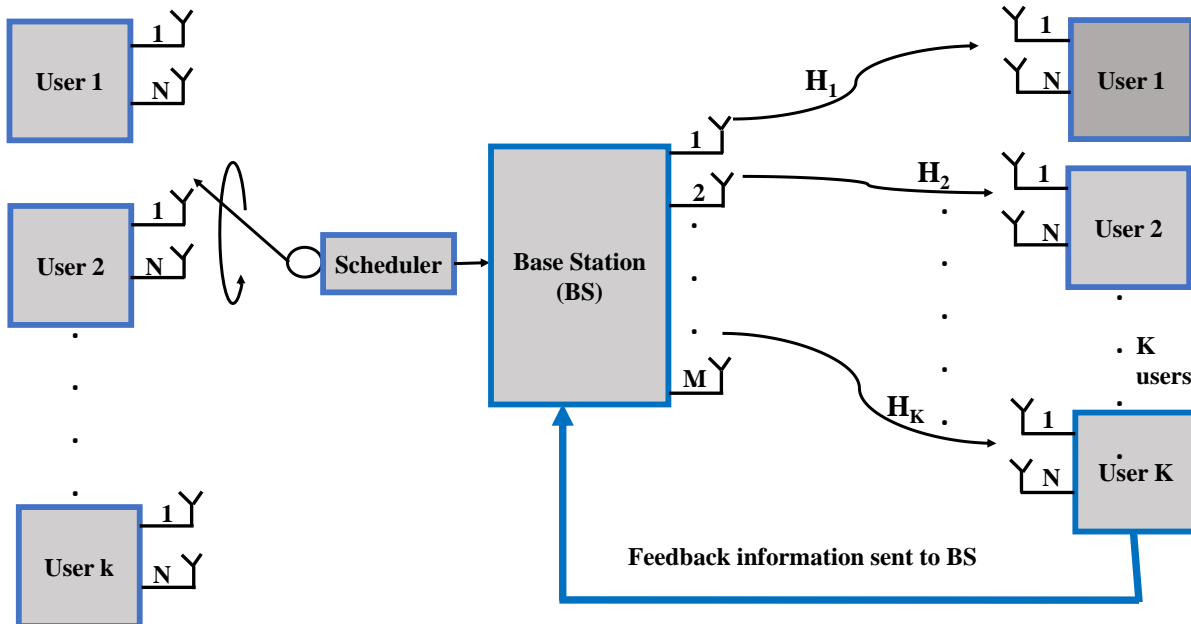 1
User 1
N
1
User 2
N
1
User k
N
Scheduler
Base Station
(BS)
1
2
M
H₁
H₂
H_K
1
User 1
N
1
User 2
N
K
users
1
User K
N
Feedback information sent to BS